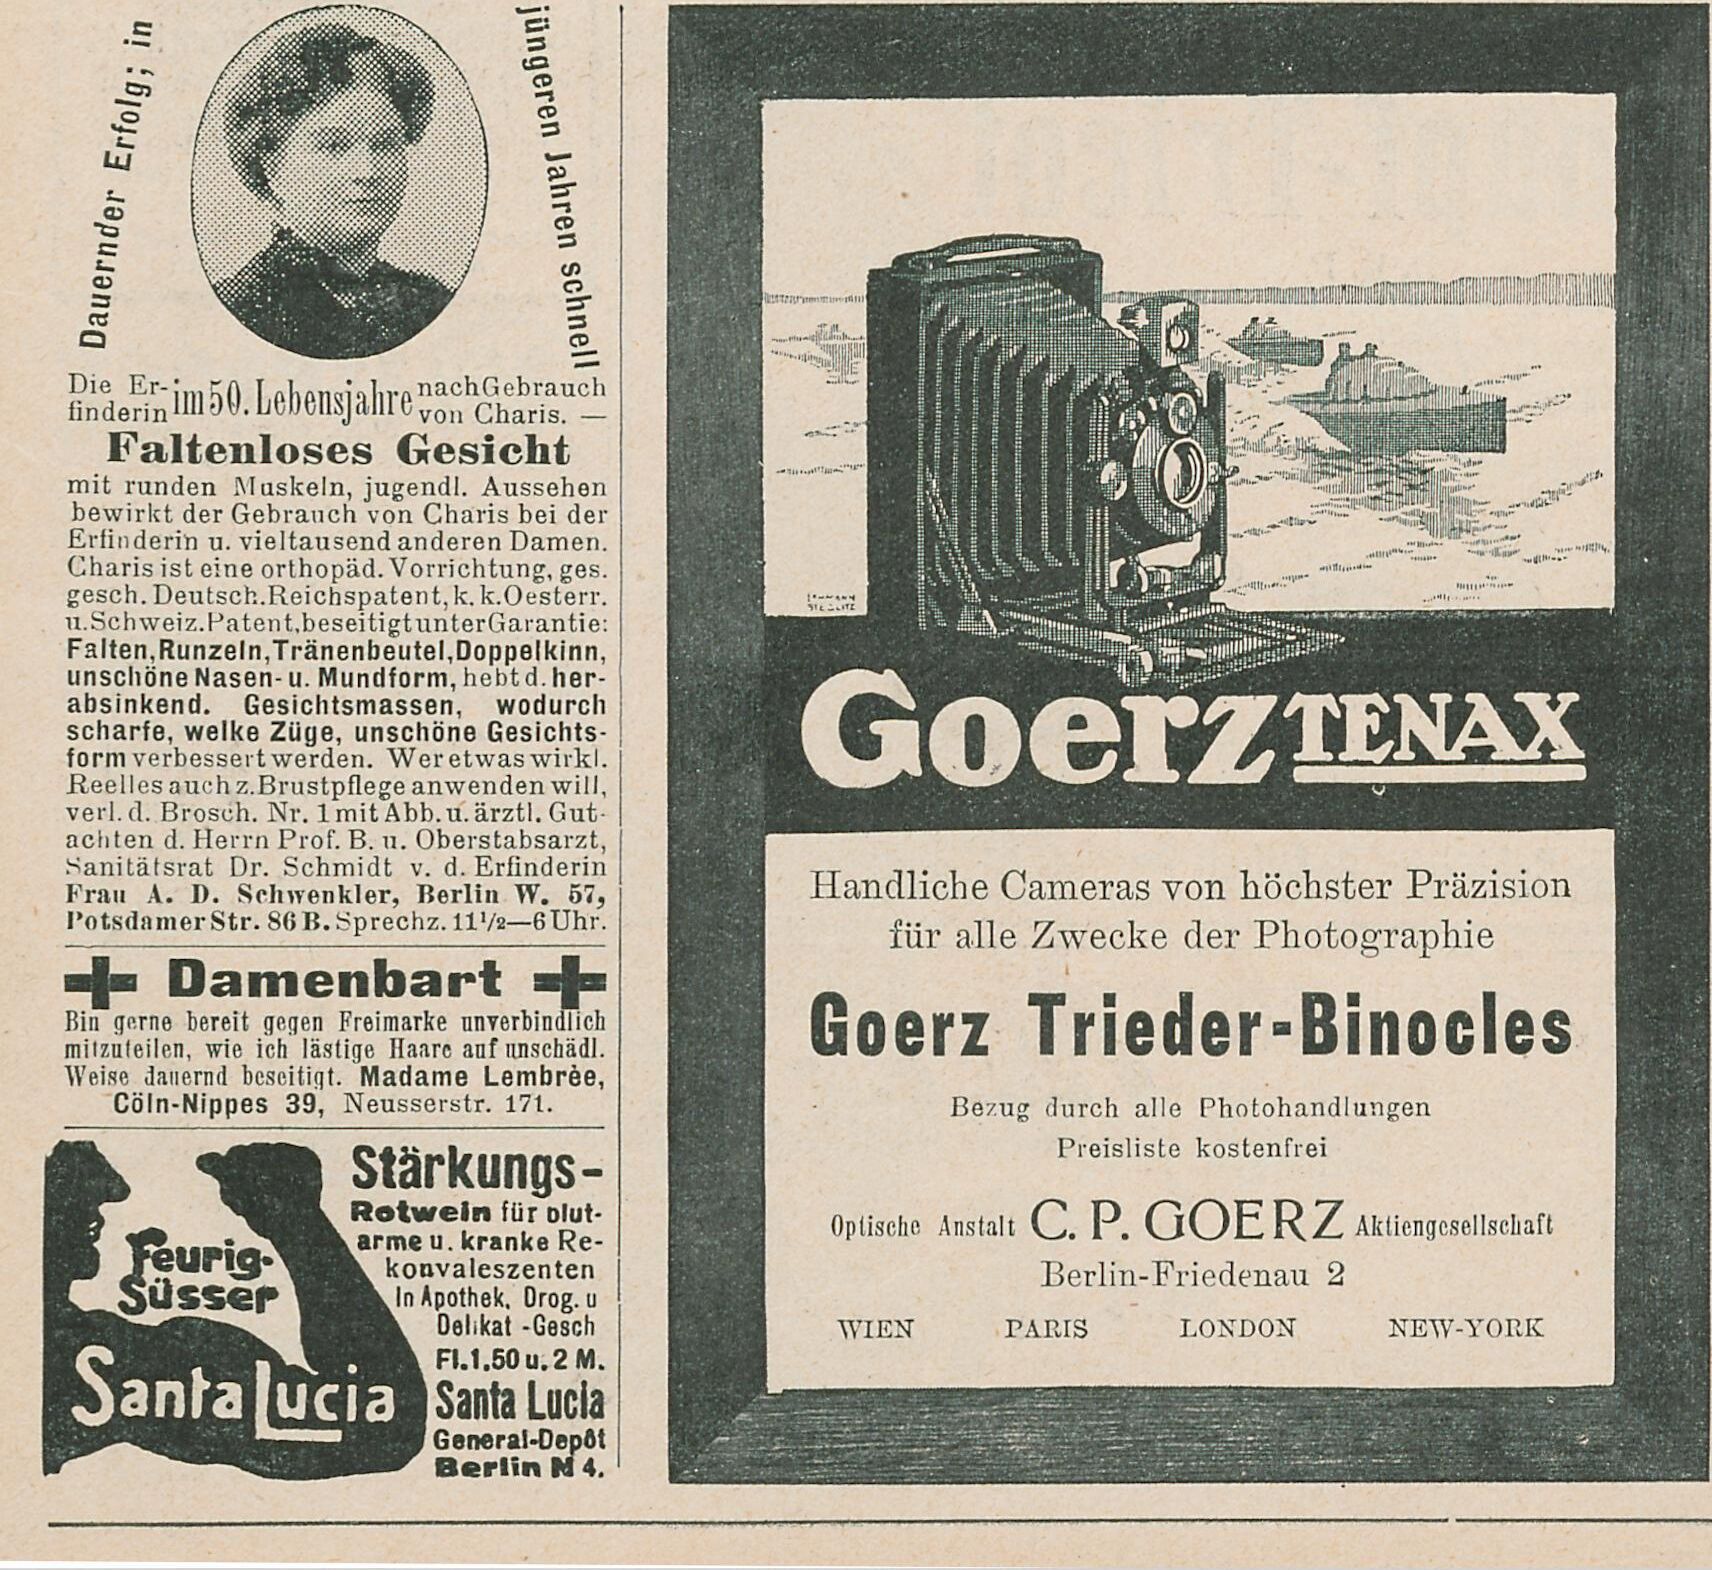 Dauernder Erfolg; in
jüngeren Jahren schnell
Die Er-
finderin
im 50. Lebensjahre
nach Gebrauch
von Charis. —
Faltenloses Gesicht
mit runden Muskeln, jugendl. Aussehen
bewirkt der Gebrauch von Charis bei der
Erfinderin u. vieltausend anderen Damen.
Charis ist eine orthopäd. Vorrichtung, ges.
gesch. Deutsch. Reichspatent, k. k. Oesterr.
u. Schweiz. Patent, beseitigt unter Garantie:
Falten, Runzeln, Tränenbeutel, Doppelkinn,
unschöne Nasen- u. Mundform, hebt d. her-
absinkend. Gesichtsmassen, wodurch
scharfe, welke Züge, unschöne Gesichts-
form verbessert werden. Wer etwas wirkl.
Reelles auch z. Brustpflege anwenden will,
verl. d. Brosch. Nr. 1 mit Abb. u. ärztl. Gut-
achten d. Herrn Prof. B. u. Oberstabsarzt,
Sanitätsrat Dr. Schmidt v. d. Erfinderin
Frau A. D. Schwenkler, Berlin W. 57,
Potsdamer Str. 86 B. Sprechz. 11½—6 Uhr.
Damenbart
Bin gerne bereit gegen Freimarke unverbindlich
mitzuteilen, wie ich lästige Haare auf unschädl.
Weise dauernd beseitigt. Madame Lembrèe,
Cöln-Nippes 39, Neusserstr. 171.
Feurig-
Süsser
Santa Lucia
Stärkungs-
Rotwein für blut-
arme u. kranke Re-
konvaleszenten
In Apothek. Drog. u
Delikat-Gesch
Fl. 1.50 u. 2 M.
Santa Lucia
General-Depôt
Berlin N 4.
Goerz TENAX
Handliche Cameras von höchster Präzision
für alle Zwecke der Photographie
Goerz Trieder-Binocles
Bezug durch alle Photohandlungen
Preisliste kostenfrei
Optische Anstalt C. P. GOERZ Aktiengesellschaft
Berlin-Friedenau 2
WIEN PARIS LONDON NEW-YORK